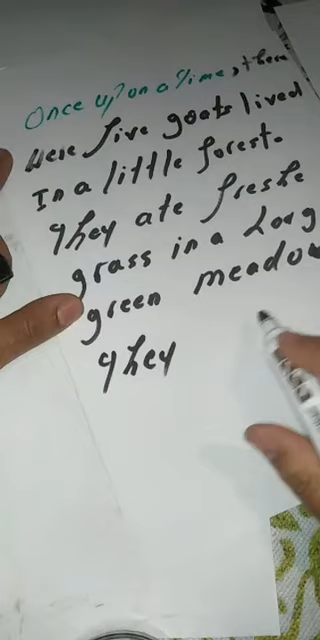 Once upon a time, there
were five goats lived
In a little forest.
They ate freshe
grass in a long
green meadow
They